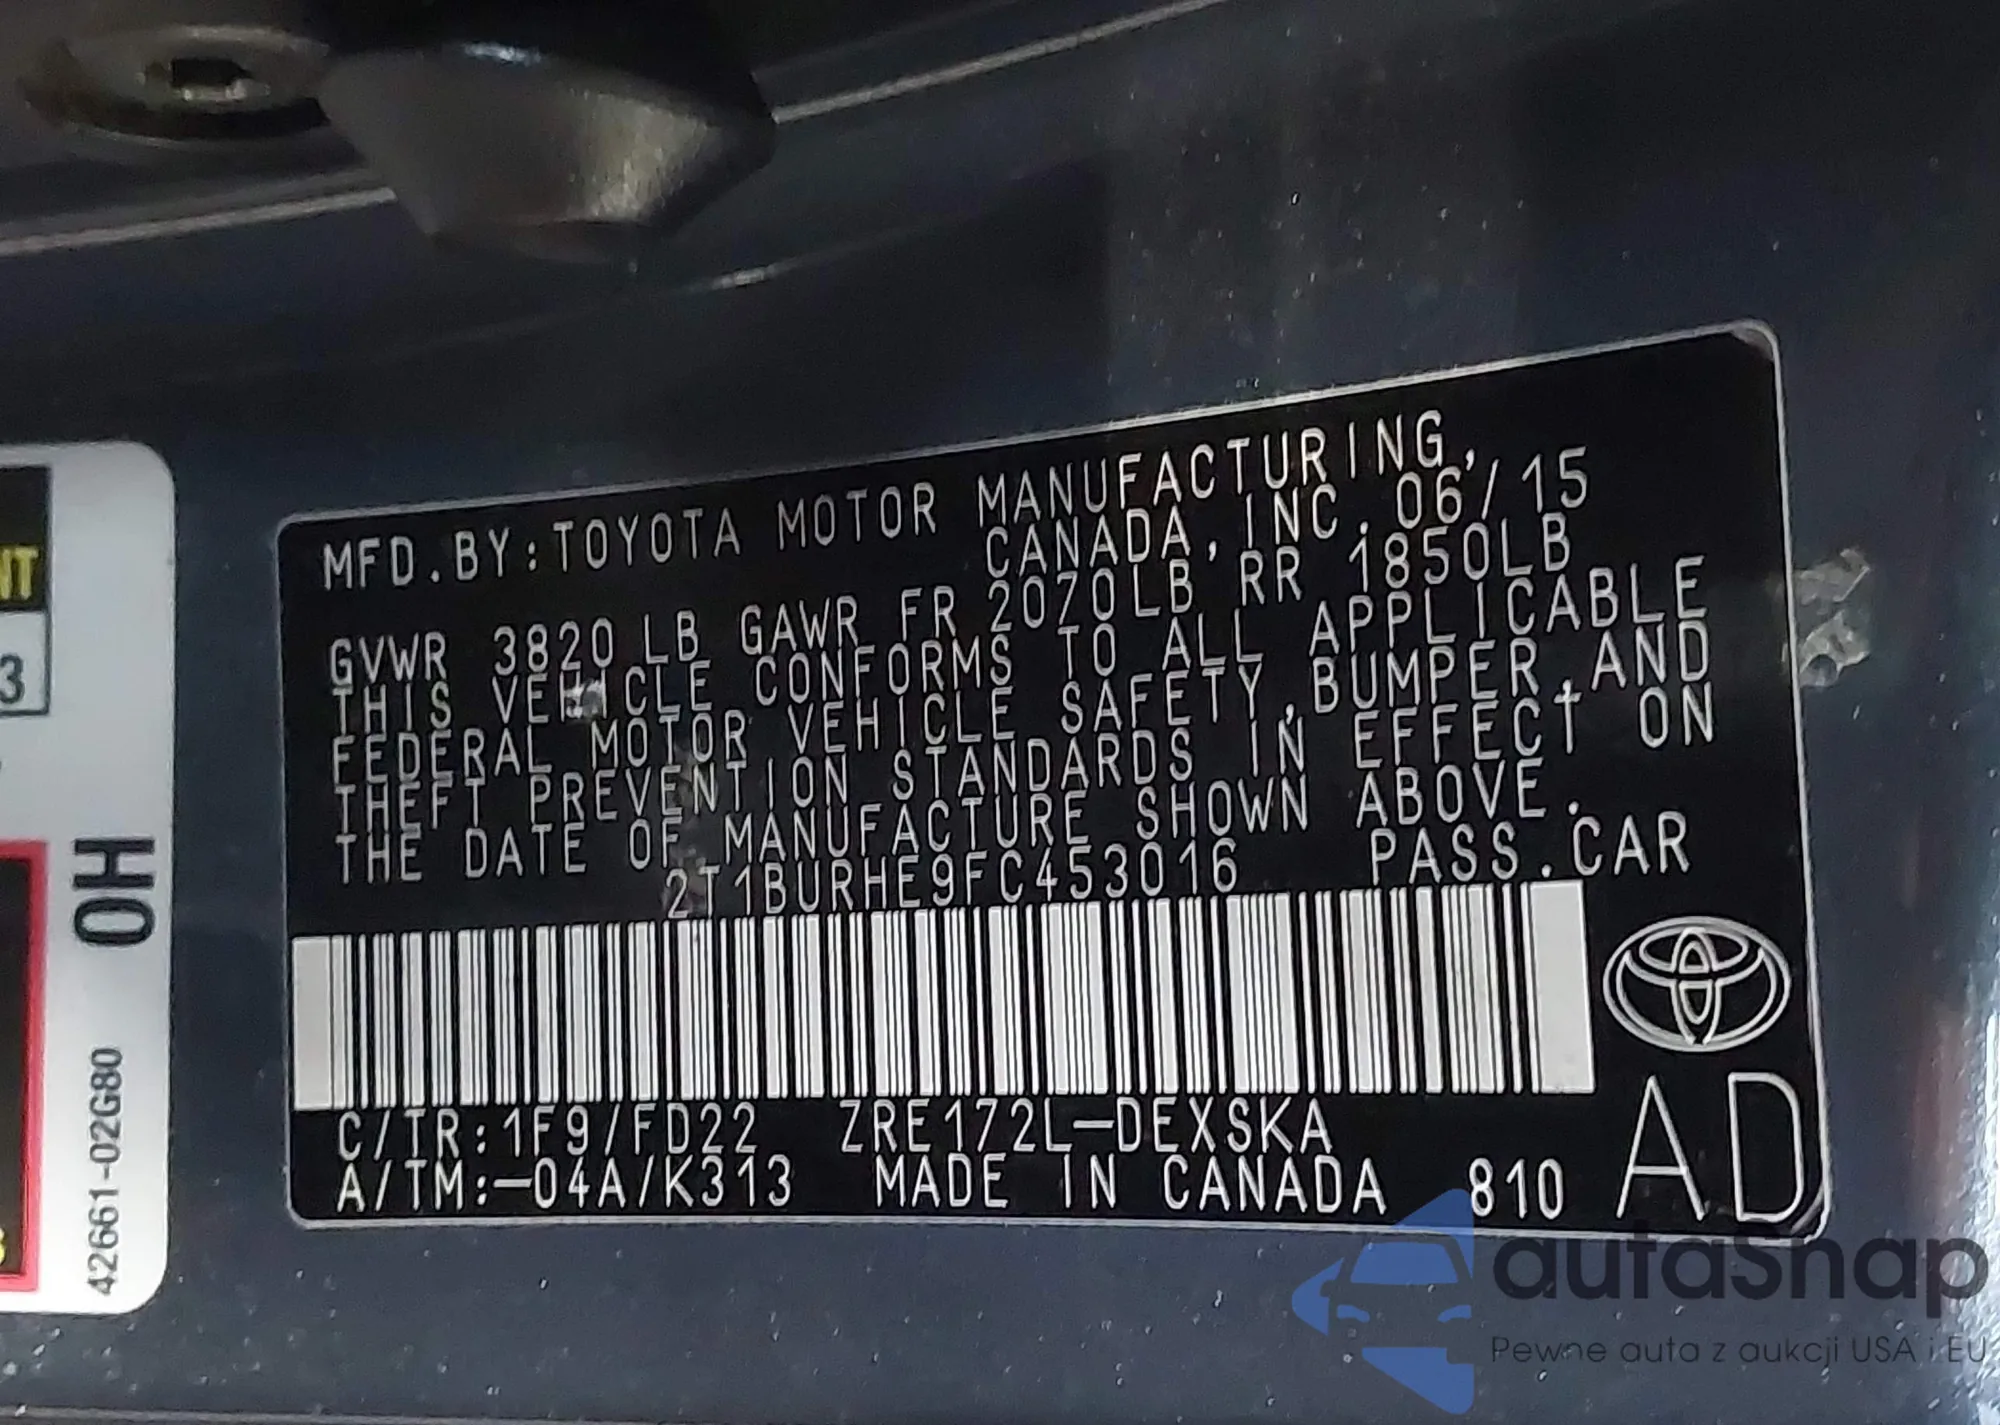 MFD.BY:TOYOTA MOTOR MANUFACTURING,
CANADA, INC. 06/15
GVWR 3820 LB GAWR FR 2070LB RR 1850LB
THIS VEHICLE CONFORMS TO ALL APPLICABLE
FEDERAL MOTOR VEHICLE SAFETY,BUMPER,AND
THEFT PREVENTION STANDARDS IN EFFECT ON
THE DATE OF MANUFACTURE SHOWN ABOVE.
2T1BURHE9FC453016 PASS.CAR
C/TR:1F9/FD22 ZRE172L-DEXSKA
A/TM:-04A/K313 MADE IN CANADA 810
AD
NT
3
0H
42661-02G80
autaSnap
Pewne auta z aukcji USA i EU